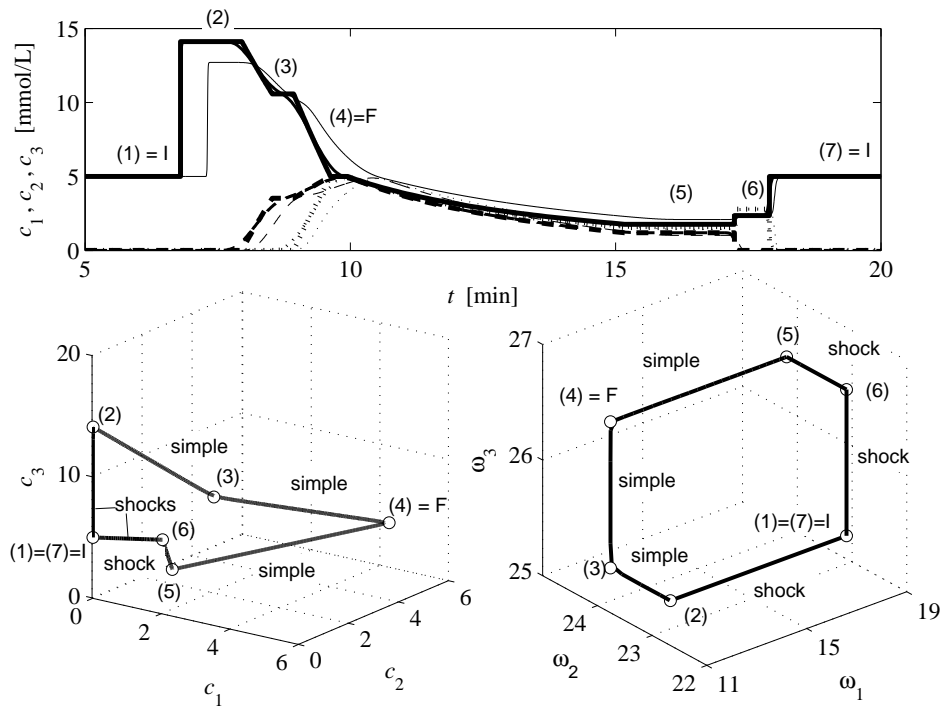 (2)
15
10
5
0
c1, c2, c3 [mmol/L]
(1) = I
(3)
(4)=F
(5)
(6)
(7) = I
5
10
15
20
t [min]
20
10
0
c3
(2)
simple
(3)
simple
(4) = F
shocks
(6)
(1)=(7)=I
shock
(5)
simple
0
2
4
6
c1
0
2
4
6
c2
27
26
25
ω3
(5)
shock
simple
(6)
(4) = F
simple
shock
(1)=(7)=I
simple
(3)
(2)
shock
24
23
22
ω2
11
15
19
ω1